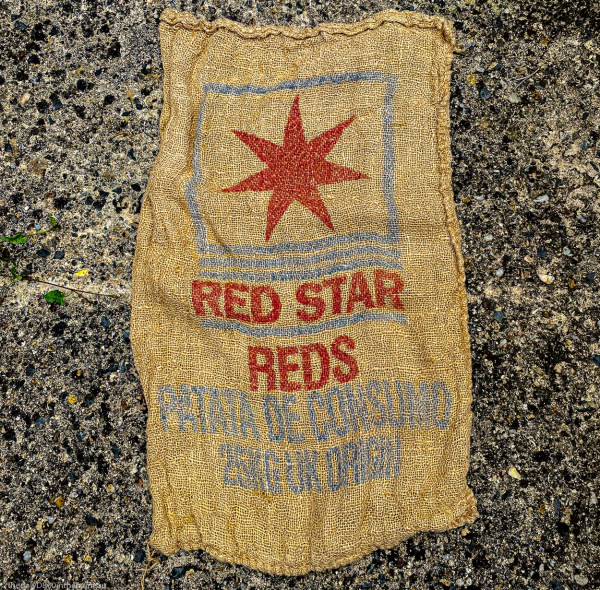 RED STAR
REDS
PATATA DE CONSUMO
25KG UK ORIGIN